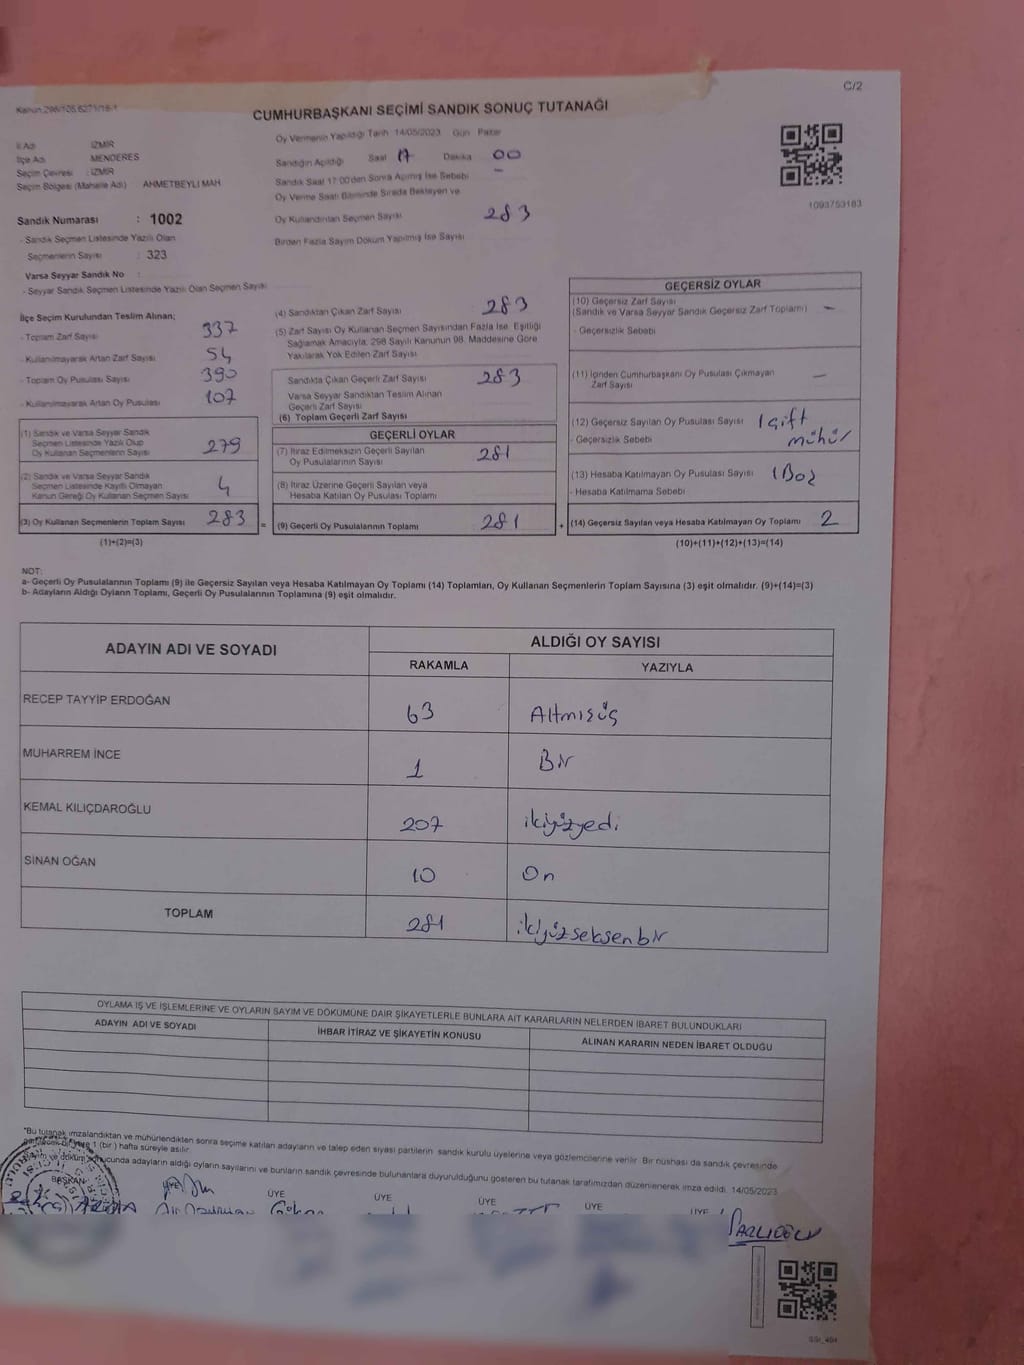 C/2
Kanun:298/105,6271/18-1
CUMHURBAŞKANI SEÇİMİ SANDIK SONUÇ TUTANAĞI
İl Adı : İZMİR
İlçe Adı : MENDERES
Seçim Çevresi : İZMİR
Seçim Bölgesi (Mahalle Adı) AHMETBEYLİ MAH.
Oy Vermenin Yapıldığı Tarih 14/05/2023 Gün Pazar
Sandığın Açıldığı Saat 17 Dakika 00
Sandık Saat 17:00'den Sonra Açılmış İse Sebebi —
Oy Verme Saati Bitiminde Sırada Bekleyen ve
Oy Kullandırılan Seçmen Sayısı 283
Birden Fazla Sayım Döküm Yapılmış İse Sayısı
1093753163
Sandık Numarası : 1002
- Sandık Seçmen Listesinde Yazılı Olan
Seçmenlerin Sayısı : 323
Varsa Seyyar Sandık No :
- Seyyar Sandık Seçmen Listesinde Yazılı Olan Seçmen Sayısı
İlçe Seçim Kurulundan Teslim Alınan;
- Toplam Zarf Sayısı 337
- Kullanılmayarak Artan Zarf Sayısı 54
- Toplam Oy Pusulası Sayısı 390
- Kullanılmayarak Artan Oy Pusulası 107
(1) Sandık ve Varsa Seyyar Sandık
Seçmen Listesinde Yazılı Olup
Oy Kullanan Seçmenlerin Sayısı 279
(2) Sandık ve Varsa Seyyar Sandık
Seçmen Listesinde Kayıtlı Olmayan
Kanun Gereği Oy Kullanan Seçmen Sayısı 4
(3) Oy Kullanan Seçmenlerin Toplam Sayısı 283 =
(1)+(2)=(3)
(4) Sandıktan Çıkan Zarf Sayısı 283
(5) Zarf Sayısı Oy Kullanan Seçmen Sayısından Fazla İse, Eşitliği
Sağlamak Amacıyla, 298 Sayılı Kanunun 98. Maddesine Göre
Yakılarak Yok Edilen Zarf Sayısı
Sandıkta Çıkan Geçerli Zarf Sayısı 283
Varsa Seyyar Sandıktan Teslim Alınan
Geçerli Zarf Sayısı
(6) Toplam Geçerli Zarf Sayısı
GEÇERLİ OYLAR
(7) İtiraz Edilmeksizin Geçerli Sayılan
Oy Pusulalarının Sayısı 281
(8) İtiraz Üzerine Geçerli Sayılan veya
Hesaba Katılan Oy Pusulası Toplamı
(9) Geçerli Oy Pusulalarının Toplamı 281 +
GEÇERSİZ OYLAR
(10) Geçersiz Zarf Sayısı
(Sandık ve Varsa Seyyar Sandık Geçersiz Zarf Toplamı) —
- Geçersizlik Sebebi
(11) İçinden Cumhurbaşkanı Oy Pusulası Çıkmayan
Zarf Sayısı —
(12) Geçersiz Sayılan Oy Pusulası Sayısı 1 çift
- Geçersizlik Sebebi mühür
(13) Hesaba Katılmayan Oy Pusulası Sayısı 1 Boş
- Hesaba Katılmama Sebebi
(14) Geçersiz Sayılan veya Hesaba Katılmayan Oy Toplamı 2
(10)+(11)+(12)+(13)=(14)
NOT:
a- Geçerli Oy Pusulalarının Toplamı (9) ile Geçersiz Sayılan veya Hesaba Katılmayan Oy Toplamı (14) Toplamları, Oy Kullanan Seçmenlerin Toplam Sayısına (3) eşit olmalıdır. (9)+(14)=(3)
b- Adayların Aldığı Oyların Toplamı, Geçerli Oy Pusulalarının Toplamına (9) eşit olmalıdır.
ADAYIN ADI VE SOYADI
ALDIĞI OY SAYISI
RAKAMLA YAZIYLA
RECEP TAYYİP ERDOĞAN 63 Altmışüç
MUHARREM İNCE 1 Bir
KEMAL KILIÇDAROĞLU 207 ikiyüzyedi
SİNAN OĞAN 10 On
TOPLAM 281 ikiyüzseksenbir
OYLAMA İŞ VE İŞLEMLERİNE VE OYLARIN SAYIM VE DÖKÜMÜNE DAİR ŞİKAYETLERLE BUNLARA AİT KARARLARIN NELERDEN İBARET BULUNDUKLARI
ADAYIN ADI VE SOYADI
İHBAR İTİRAZ VE ŞİKAYETİN KONUSU
ALINAN KARARIN NEDEN İBARET OLDUĞU
"Bu tutanak imzalandıktan ve mühürlendikten sonra seçime katılan adayların ve talep eden siyasi partilerin sandık kurulu üyelerine veya gözlemcilerine verilir. Bir nüshası da sandık çevresinde
1 (bir) hafta süreyle asılır.
ve döküm sonucunda adayların aldığı oyların sayılarını ve bunların sandık çevresinde bulunanlara duyurulduğunu gösteren bu tutanak tarafımızdan düzenlenerek imza edildi. 14/05/2023
BAŞKAN ÜYE ÜYE ÜYE ÜYE ÜYE ÜYE